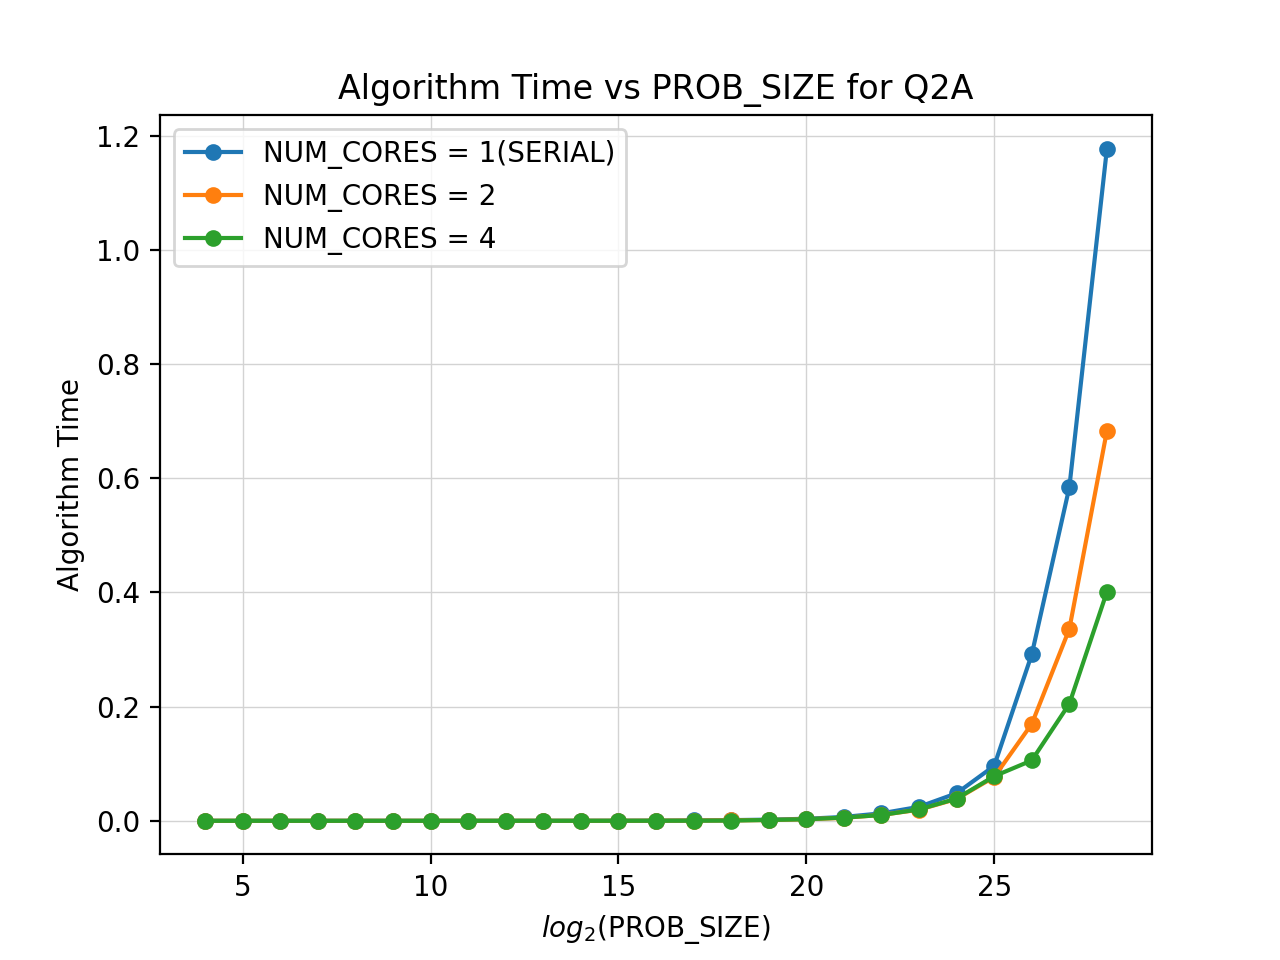 Algorithm Time vs PROB_SIZE for Q2A
NUM_CORES = 1(SERIAL)
NUM_CORES = 2
NUM_CORES = 4
Algorithm Time
1.2
1.0
0.8
0.6
0.4
0.2
0.0
5 10 15 20 25
log₂(PROB_SIZE)